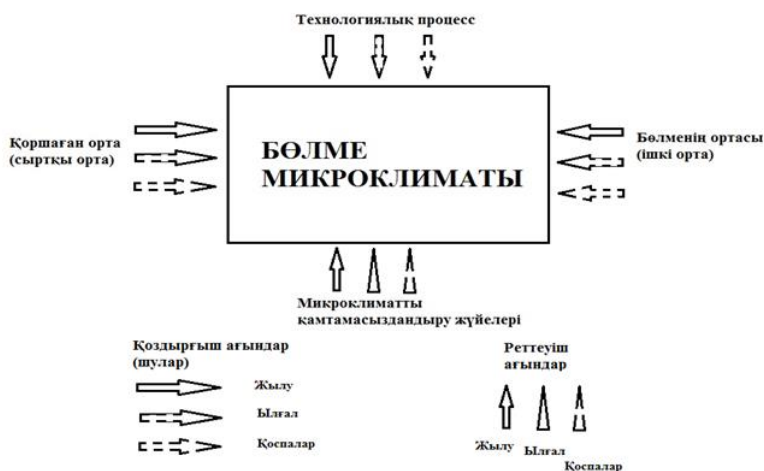 Технологиялық процесс
Қоршаған орта
(сыртқы орта)
БӨЛМЕ
МИКРОКЛИМАТЫ
Бөлменің ортасы
(ішкі орта)
Микроклиматты
қамтамасыздандыру жүйелері
Қоздырғыш ағындар
(шулар)
Жылу
Ылғал
Қоспалар
Реттеуіш
ағындар
Жылу
Ылғал
Қоспалар